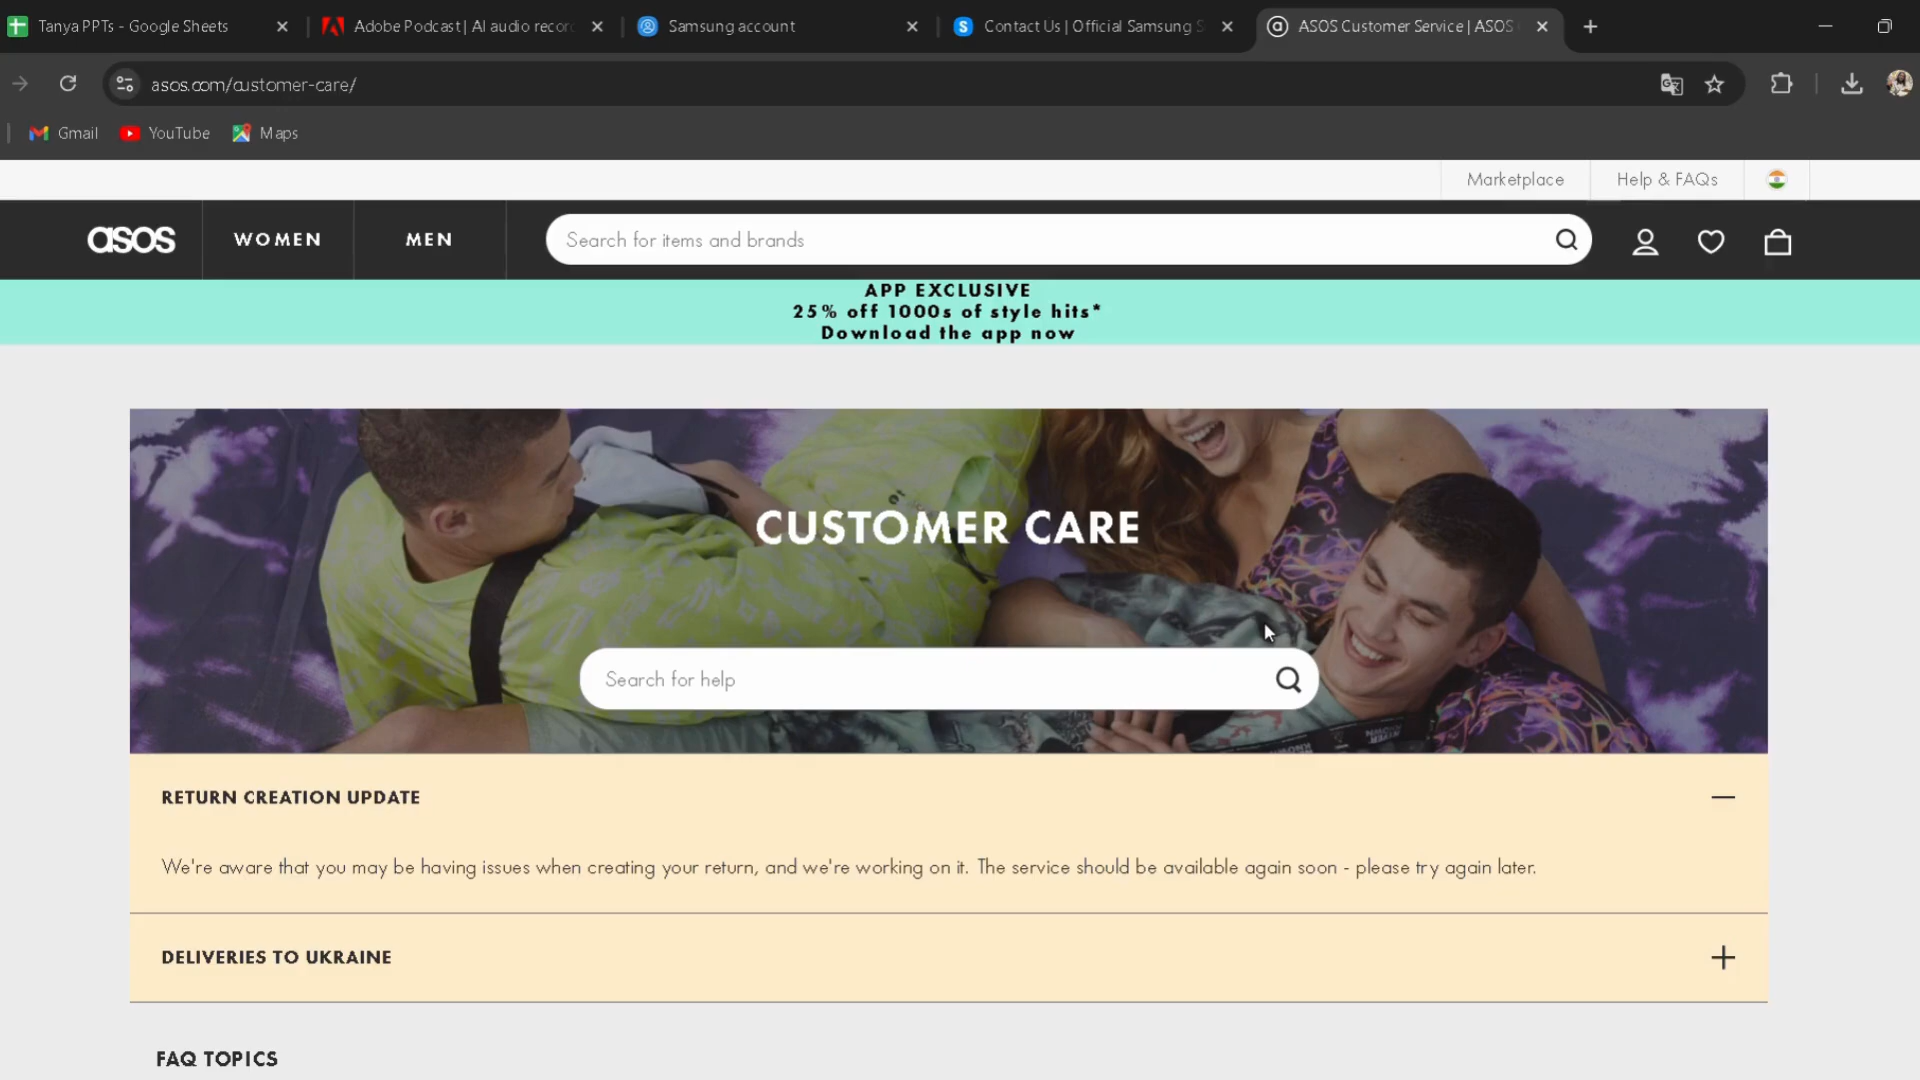 Tanya PPTs - Google Sheets
Adobe Podcast | AI audio recor
Samsung account
Contact Us | Official Samsung S
ASOS Customer Service | ASOS
asos.com/customer-care/
Gmail
YouTube
Maps
Marketplace
Help & FAQs
asos
WOMEN
MEN
Search for items and brands
APP EXCLUSIVE
25% off 1000s of style hits*
Download the app now
CUSTOMER CARE
Search for help
RETURN CREATION UPDATE
We're aware that you may be having issues when creating your return, and we're working on it. The service should be available again soon - please try again later.
DELIVERIES TO UKRAINE
FAQ TOPICS